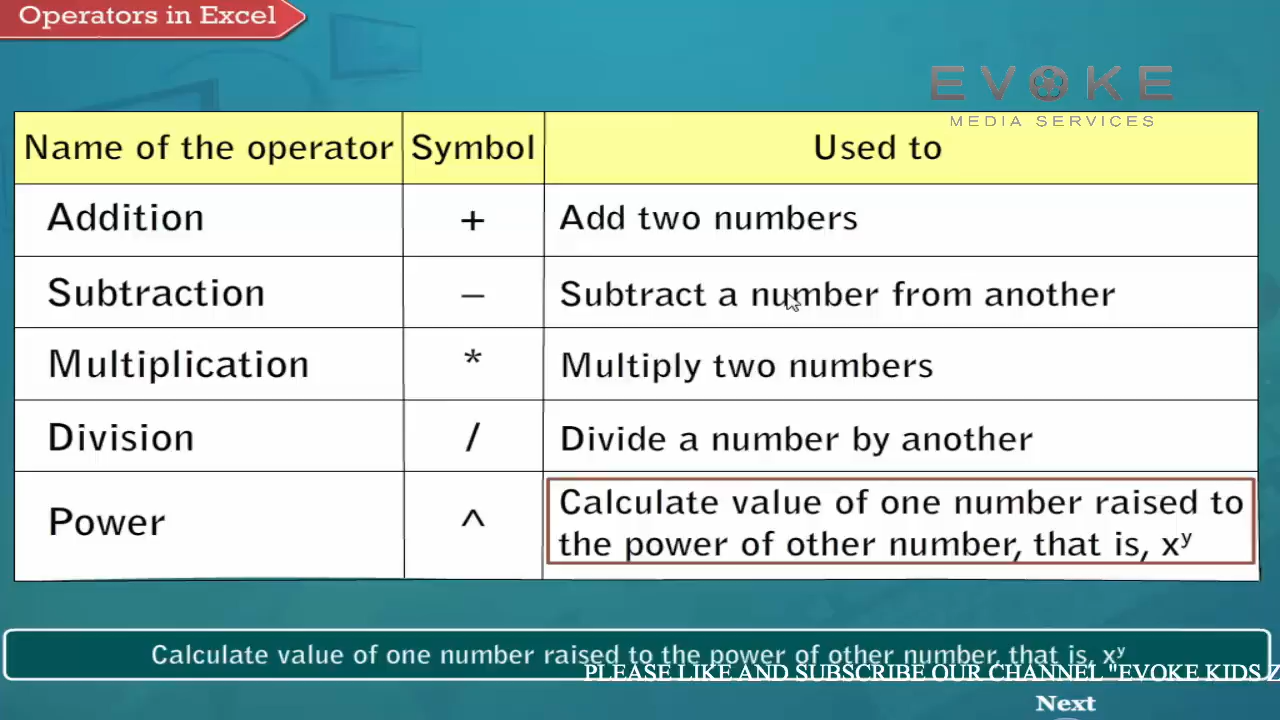 Operators in Excel
EVOKE
MEDIA SERVICES
Name of the operator Symbol Used to
Addition + Add two numbers
Subtraction – Subtract a number from another
Multiplication * Multiply two numbers
Division / Divide a number by another
Power ^ Calculate value of one number raised to
the power of other number, that is, xʸ
Calculate value of one number raised to the power of other number, that is, xʸ
PLEASE LIKE AND SUBSCRIBE OUR CHANNEL "EVOKE KIDS Z
Next